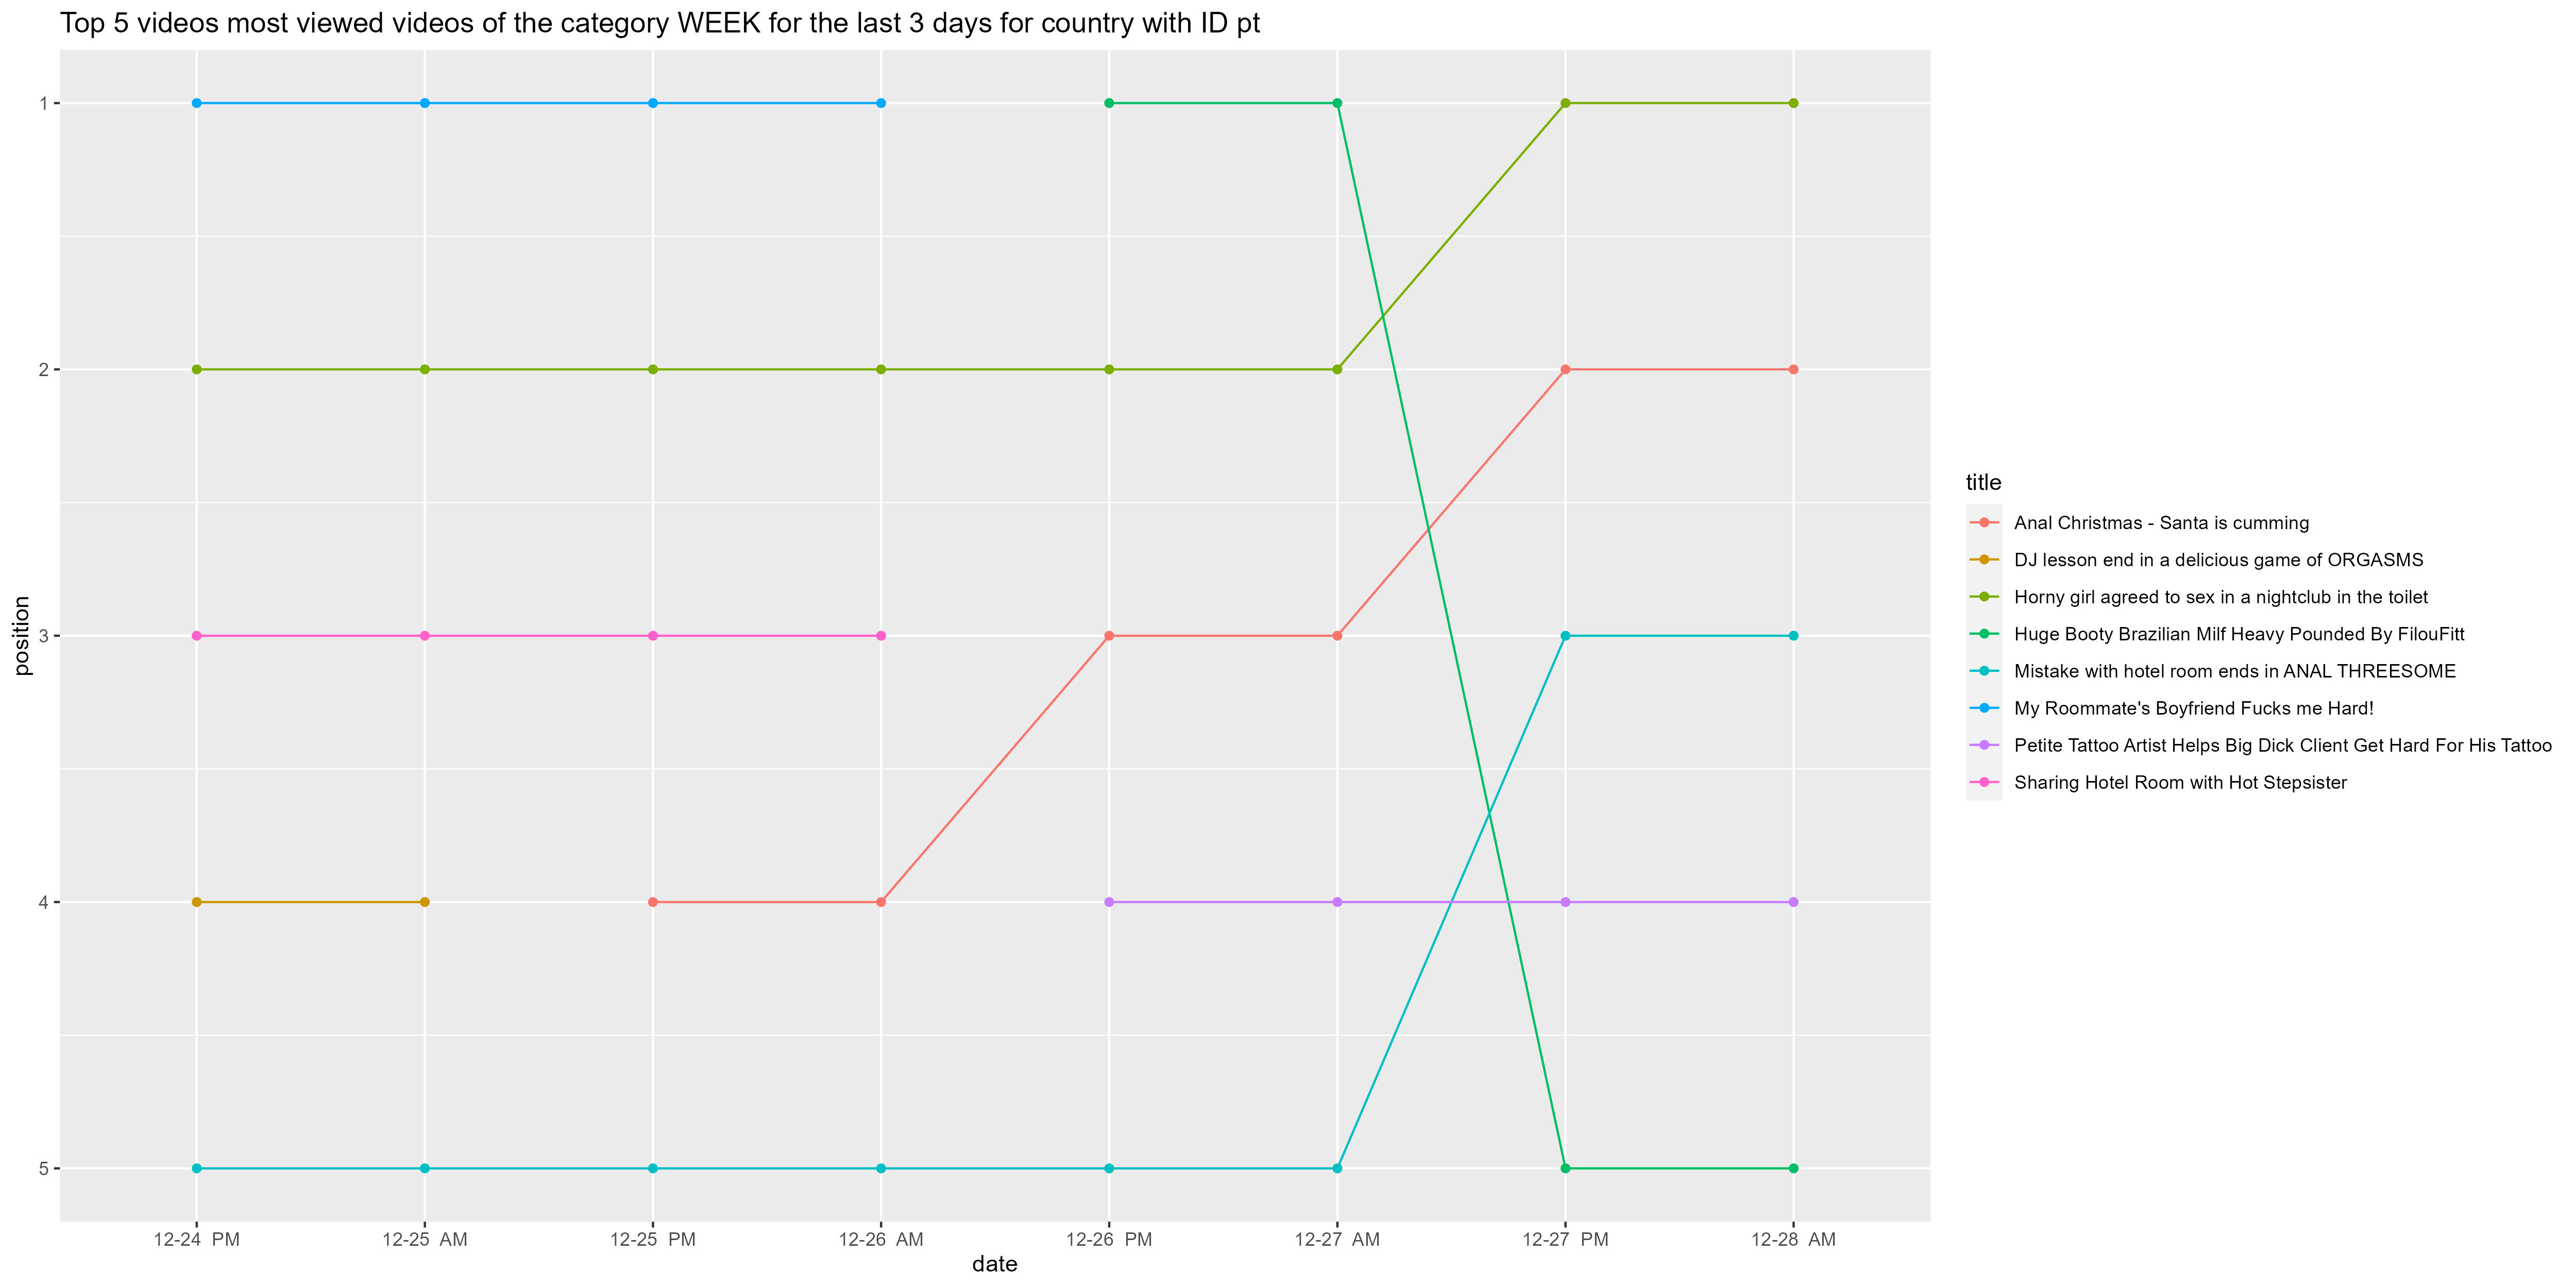 Top 5 videos most viewed videos of the category WEEK for the last 3 days for country with ID pt
1
2
3
4
5
position
12-24 PM
12-25 AM
12-25 PM
12-26 AM
12-26 PM
12-27 AM
12-27 PM
12-28 AM
date
title
Anal Christmas - Santa is cumming
DJ lesson end in a delicious game of ORGASMS
Horny girl agreed to sex in a nightclub in the toilet
Huge Booty Brazilian Milf Heavy Pounded By FilouFitt
Mistake with hotel room ends in ANAL THREESOME
My Roommate's Boyfriend Fucks me Hard!
Petite Tattoo Artist Helps Big Dick Client Get Hard For His Tattoo
Sharing Hotel Room with Hot Stepsister